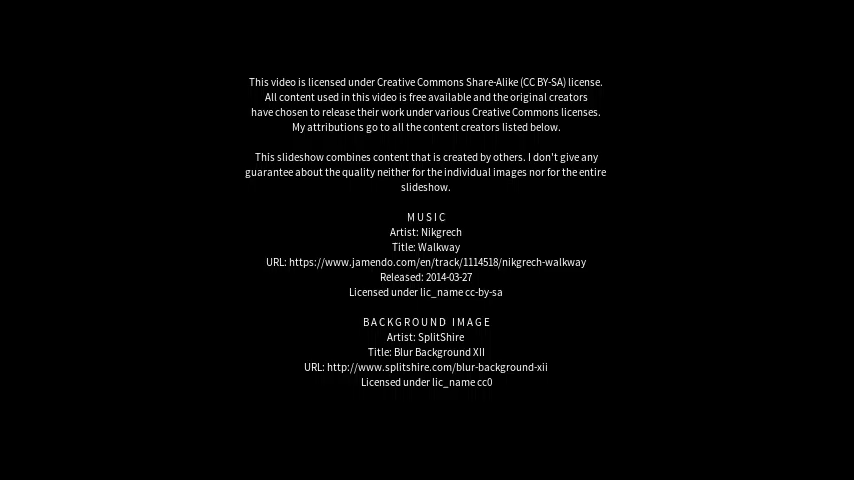 This video is licensed under Creative Commons Share-Alike (CC BY-SA) license.
All content used in this video is free available and the original creators
have chosen to release their work under various Creative Commons licenses.
My attributions go to all the content creators listed below.
This slideshow combines content that is created by others. I don't give any
guarantee about the quality neither for the individual images nor for the entire
slideshow.
M U S I C
Artist: Nikgrech
Title: Walkway
URL: https://www.jamendo.com/en/track/1114518/nikgrech-walkway
Released: 2014-03-27
Licensed under lic_name cc-by-sa
B A C K G R O U N D  I M A G E
Artist: SplitShire
Title: Blur Background XII
URL: http://www.splitshire.com/blur-background-xii
Licensed under lic_name cc0